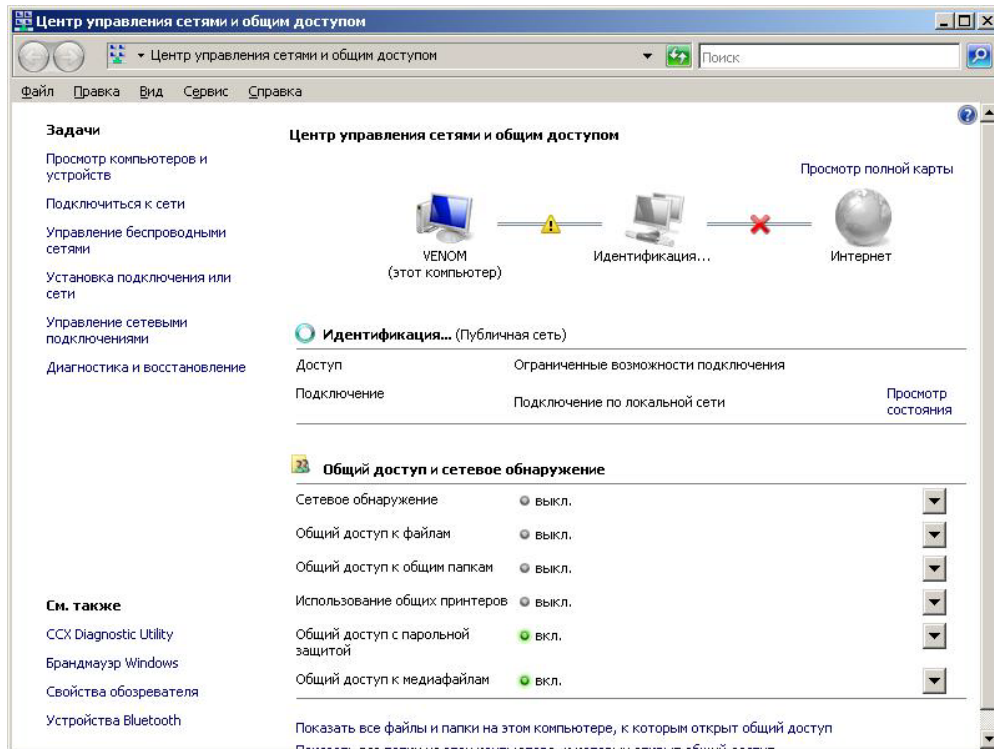 Центр управления сетями и общим доступом
Центр управления сетями и общим доступом
Поиск
Файл Правка Вид Сервис Справка
Задачи
Просмотр компьютеров и
устройств
Подключиться к сети
Управление беспроводными
сетями
Установка подключения или
сети
Управление сетевыми
подключениями
Диагностика и восстановление
См. также
CCX Diagnostic Utility
Брандмауэр Windows
Свойства обозревателя
Устройства Bluetooth
Центр управления сетями и общим доступом
Просмотр полной карты
VENOM
(этот компьютер)
Идентификация...
Интернет
Идентификация... (Публичная сеть)
Доступ Ограниченные возможности подключения
Подключение Подключение по локальной сети Просмотр
состояния
Общий доступ и сетевое обнаружение
Сетевое обнаружение выкл.
Общий доступ к файлам выкл.
Общий доступ к общим папкам выкл.
Использование общих принтеров выкл.
Общий доступ с парольной
защитой вкл.
Общий доступ к медиафайлам вкл.
Показать все файлы и папки на этом компьютере, к которым открыт общий доступ